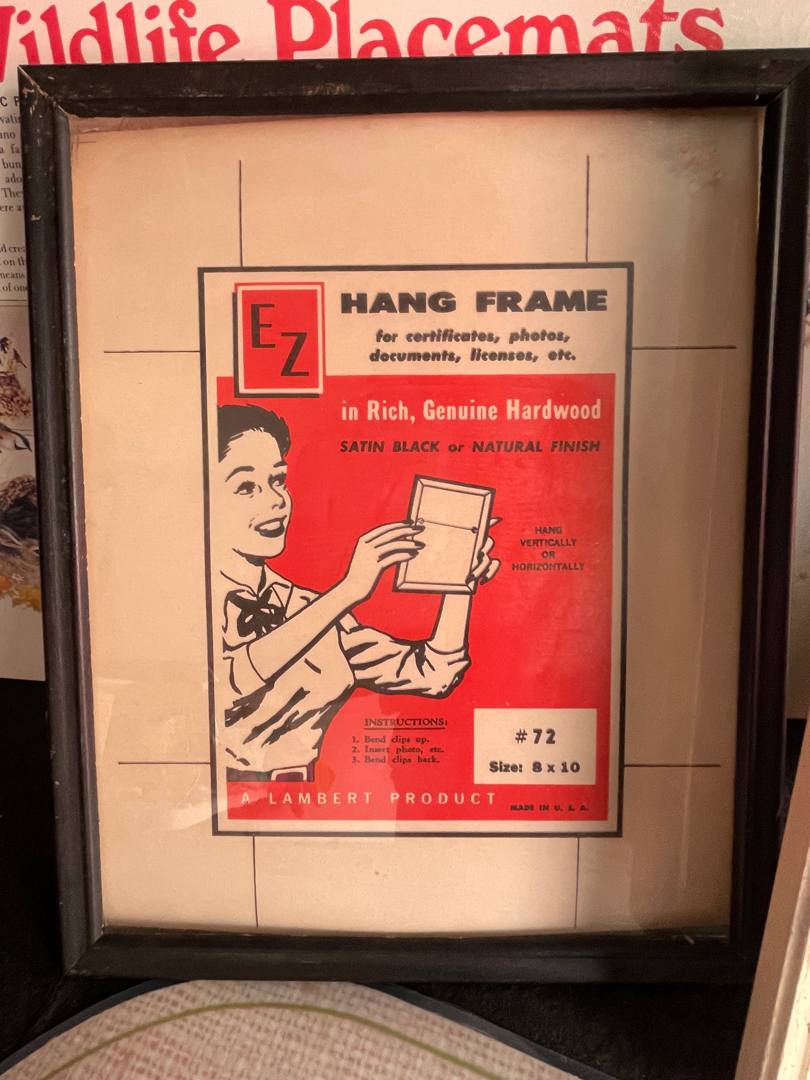 Wildlife Placemats
EZ
HANG FRAME
for certificates, photos,
documents, licenses, etc.
in Rich, Genuine Hardwood
SATIN BLACK or NATURAL FINISH
HANG
VERTICALLY
OR
HORIZONTALLY
INSTRUCTIONS:
1. Bend clips up.
2. Insert photo, etc.
3. Bend clips back.
#72
Size: 8 x 10
A LAMBERT PRODUCT
MADE IN U. S. A.